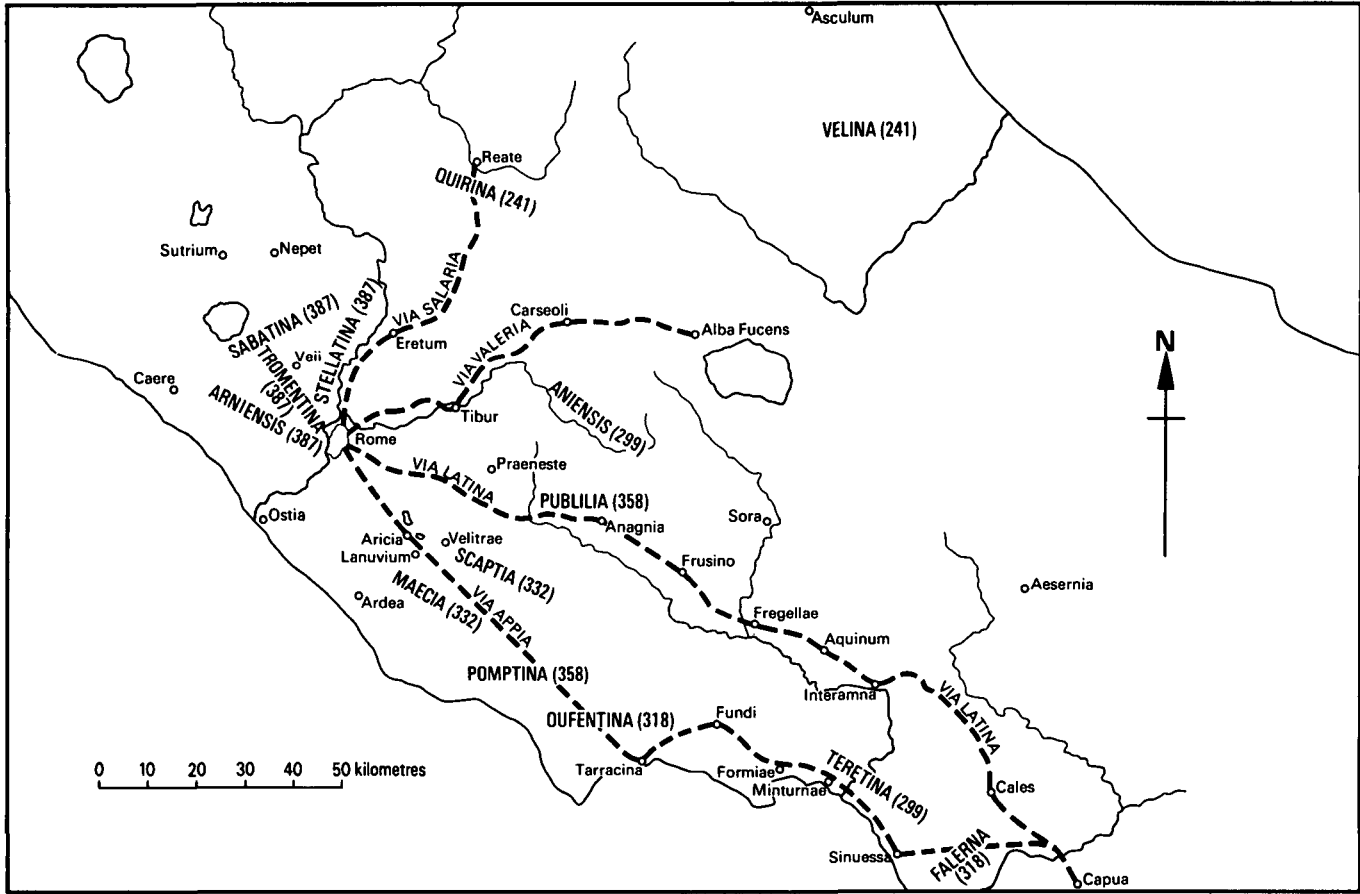 Asculum
VELINA (241)
Reate
QUIRINA (241)
Sutrium
Nepet
VIA SALARIA
SABATINA (387)
STELLATINA (387)
Carseoli
Alba Fucens
Eretum
VIA VALERIA
N
Veii
TROMENTINA
(387)
Caere
ARNIENSIS (387)
Tibur
ANIENSIS (299)
Rome
VIA LATINA
Praeneste
PUBLILIA (358)
Ostia
Anagnia
Sora
Aricia
Velitrae
Lanuvium
SCAPTIA (332)
Frusino
MAECIA (332)
VIA APPIA
Ardea
Aesernia
Fregellae
Aquinum
POMPTINA (358)
Interamna
VIA LATINA
OUFENTINA (318)
Fundi
0 10 20 30 40 50 kilometres
Tarracina
Formiae
TERETINA (299)
Minturnae
Cales
Sinuessa
FALERNA
(318)
Capua